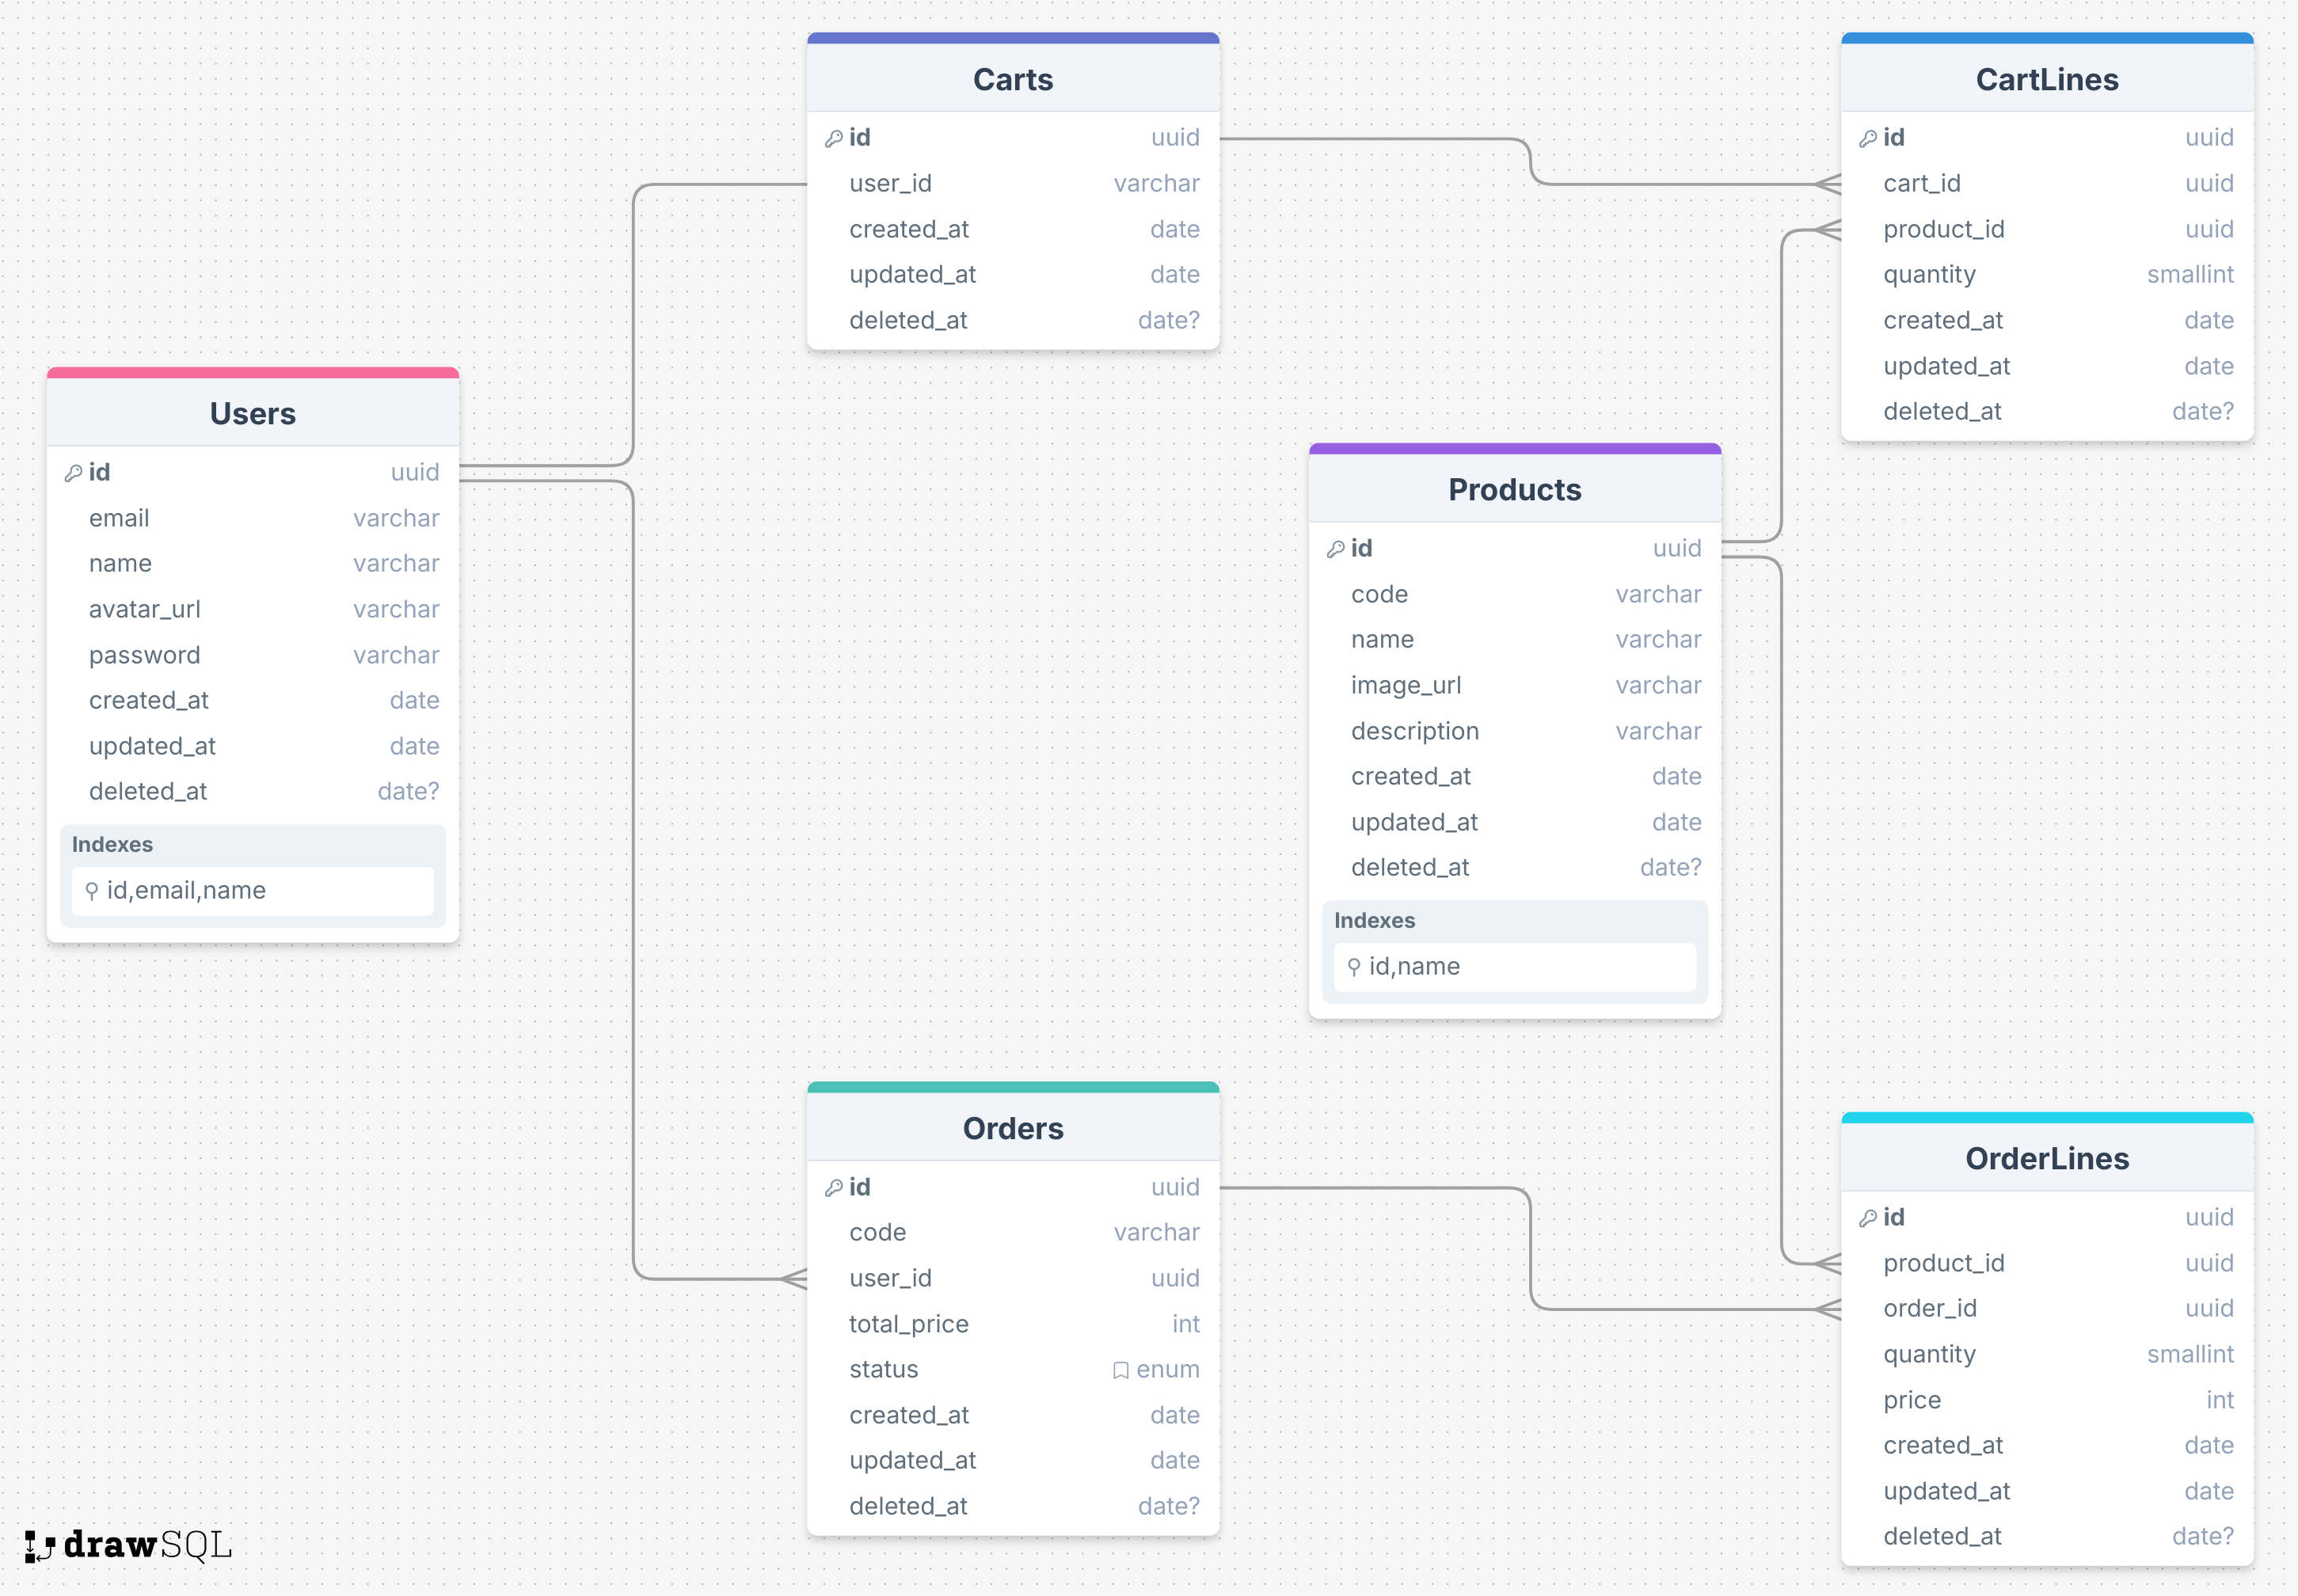 Carts
id uuid
user_id varchar
created_at date
updated_at date
deleted_at date?
CartLines
id uuid
cart_id uuid
product_id uuid
quantity smallint
created_at date
updated_at date
deleted_at date?
Users
id uuid
email varchar
name varchar
avatar_url varchar
password varchar
created_at date
updated_at date
deleted_at date?
Indexes
id,email,name
Products
id uuid
code varchar
name varchar
image_url varchar
description varchar
created_at date
updated_at date
deleted_at date?
Indexes
id,name
Orders
id uuid
code varchar
user_id uuid
total_price int
status enum
created_at date
updated_at date
deleted_at date?
OrderLines
id uuid
product_id uuid
order_id uuid
quantity smallint
price int
created_at date
updated_at date
deleted_at date?
drawSQL